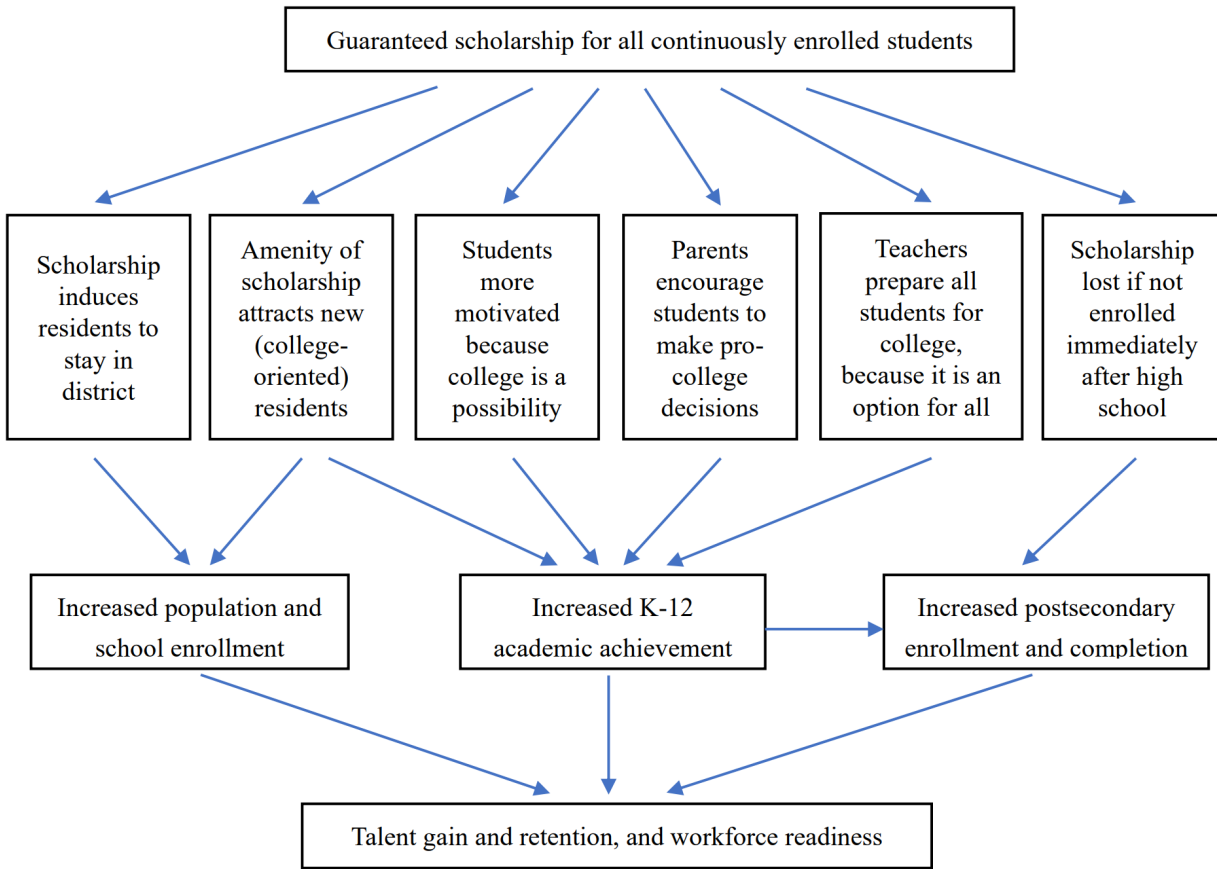 Guaranteed scholarship for all continuously enrolled students
Scholarship
induces
residents to
stay in
district
Amenity of
scholarship
attracts new
(college-
oriented)
residents
Students
more
motivated
because
college is a
possibility
Parents
encourage
students to
make pro-
college
decisions
Teachers
prepare all
students for
college,
because it is an
option for all
Scholarship
lost if not
enrolled
immediately
after high
school
Increased population and
school enrollment
Increased K-12
academic achievement
Increased postsecondary
enrollment and completion
Talent gain and retention, and workforce readiness